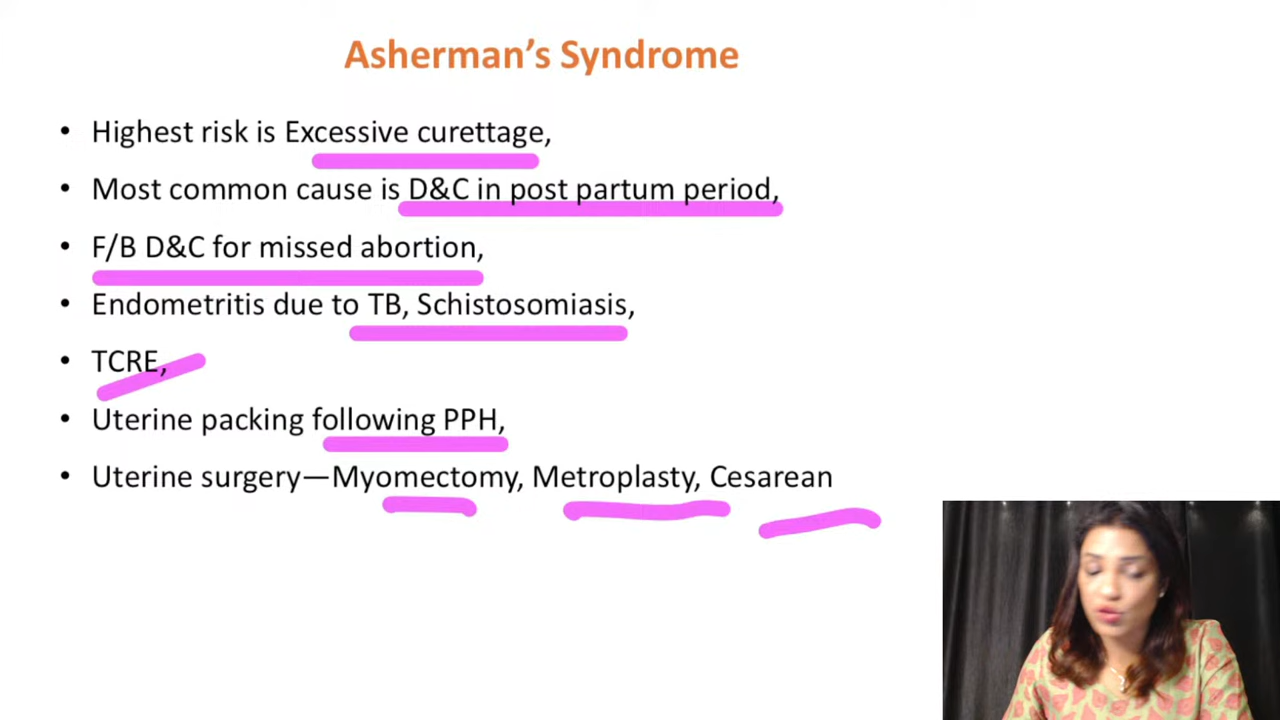 Asherman’s Syndrome
• Highest risk is Excessive curettage,
• Most common cause is D&C in post partum period,
• F/B D&C for missed abortion,
• Endometritis due to TB, Schistosomiasis,
• TCRE,
• Uterine packing following PPH,
• Uterine surgery—Myomectomy, Metroplasty, Cesarean